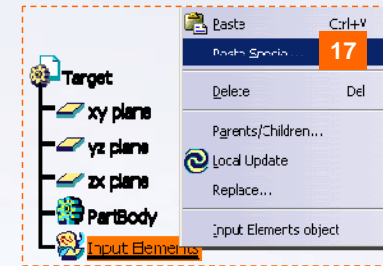 Paste Ctrl+V
Paste Special... 17
Target
Delete Del
xy plane
Parents/Children...
yz plane
Local Update
zx plane
Replace...
PartBody
Input Elements object
Input Elements